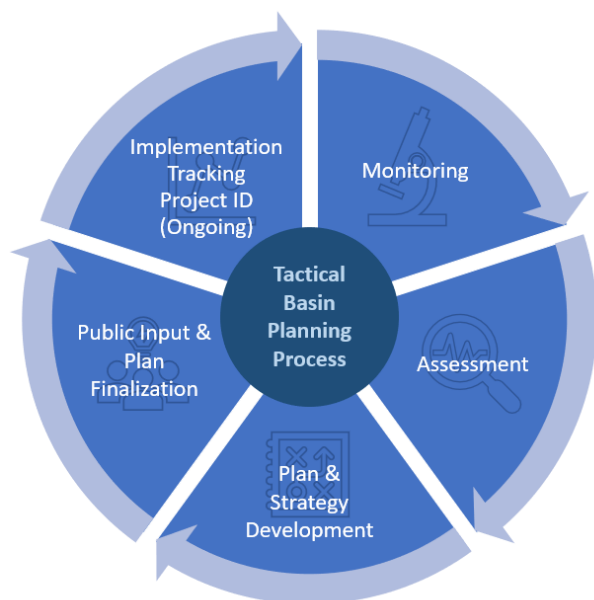 Implementation
Tracking
Project ID
(Ongoing)
Monitoring
Tactical
Basin
Planning
Process
Public Input &
Plan
Finalization
Assessment
Plan &
Strategy
Development